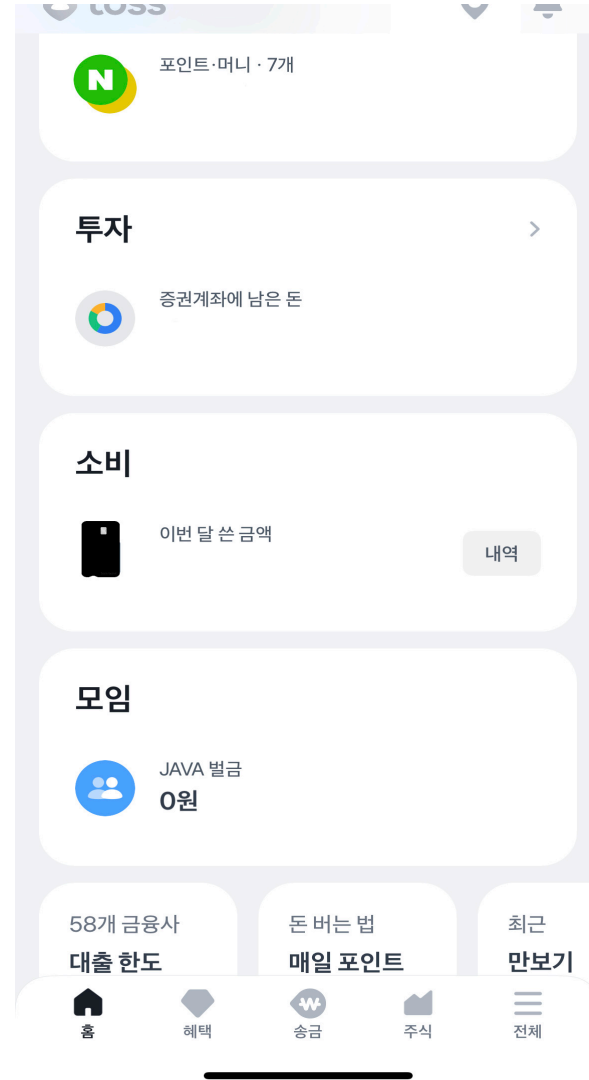 toss
N
포인트·머니 · 7개
투자
증권계좌에 남은 돈
소비
이번 달 쓴 금액
내역
모임
JAVA 벌금
0원
58개 금융사
대출 한도
돈 버는 법
매일 포인트
최근
만보기
홈
혜택
₩
송금
주식
전체